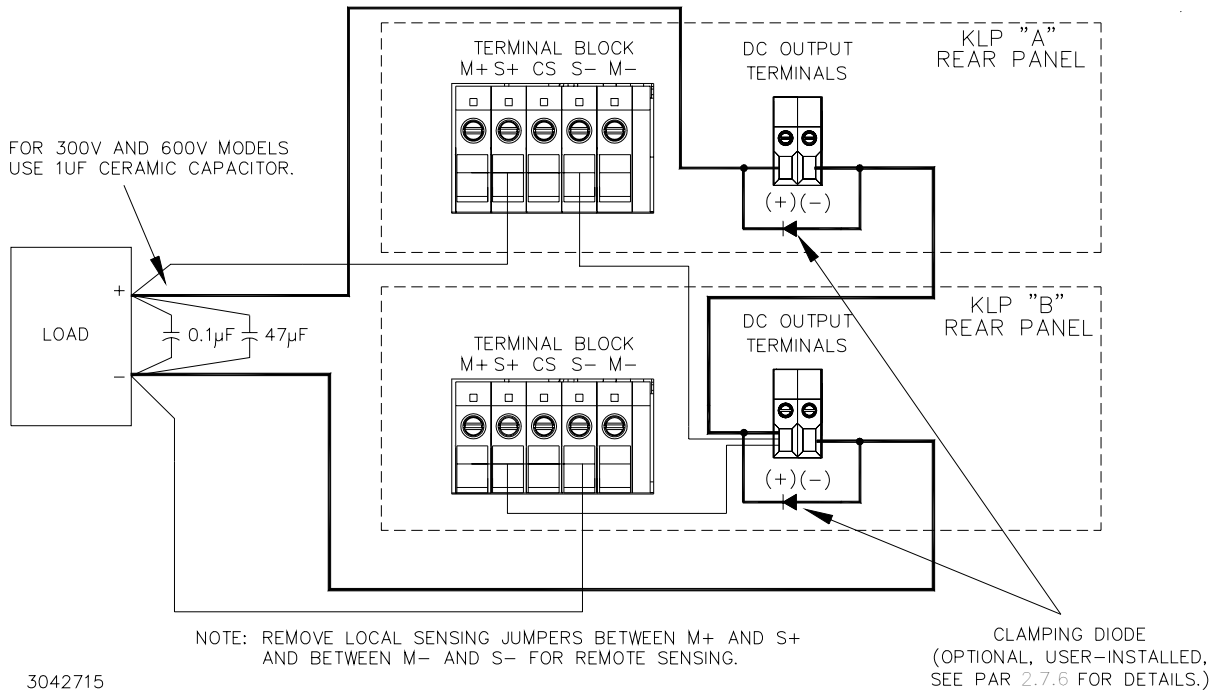 KLP "A"
REAR PANEL
TERMINAL BLOCK
M+ S+ CS S− M−
DC OUTPUT
TERMINALS
(+)(−)
FOR 300V AND 600V MODELS
USE 1UF CERAMIC CAPACITOR.
+
LOAD
−
0.1µF
47µF
KLP "B"
REAR PANEL
TERMINAL BLOCK
M+ S+ CS S− M−
DC OUTPUT
TERMINALS
(+)(−)
NOTE: REMOVE LOCAL SENSING JUMPERS BETWEEN M+ AND S+
AND BETWEEN M− AND S− FOR REMOTE SENSING.
CLAMPING DIODE
(OPTIONAL, USER−INSTALLED,
SEE PAR 2.7.6 FOR DETAILS.)
3042715